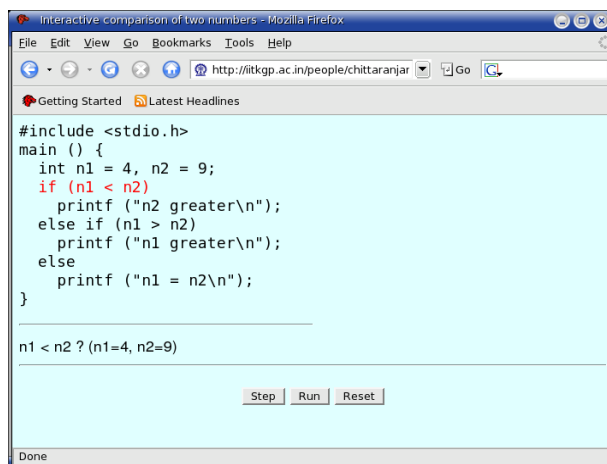 Interactive comparison of two numbers - Mozilla Firefox
File Edit View Go Bookmarks Tools Help
http://iitkgp.ac.in/people/chittaranjar Go G
Getting Started Latest Headlines
#include <stdio.h>
main () {
int n1 = 4, n2 = 9;
if (n1 < n2)
printf ("n2 greater\n");
else if (n1 > n2)
printf ("n1 greater\n");
else
printf ("n1 = n2\n");
}
n1 < n2 ? (n1=4, n2=9)
Step Run Reset
Done